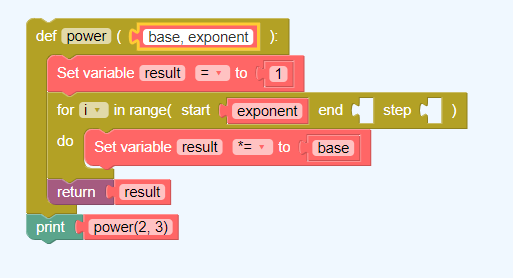 def power ( base, exponent ):
Set variable result = to 1
for i in range( start exponent end step )
do Set variable result *= to base
return result
print power(2, 3)